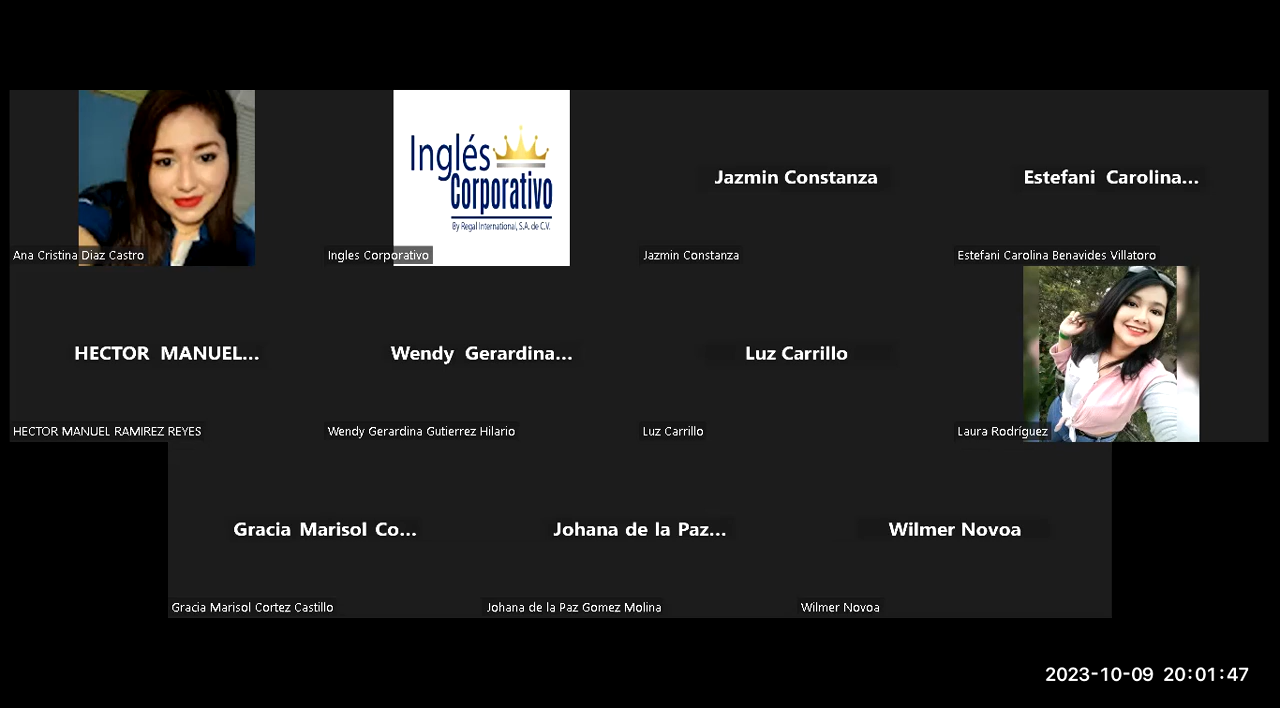 Inglés
Corporativo
By Regal International, S.A. de C.V.
Jazmin Constanza
Estefani Carolina...
Ana Cristina Diaz Castro
Ingles Corporativo
Jazmin Constanza
Estefani Carolina Benavides Villatoro
HECTOR MANUEL...
Wendy Gerardina...
Luz Carrillo
HECTOR MANUEL RAMIREZ REYES
Wendy Gerardina Gutierrez Hilario
Luz Carrillo
Laura Rodríguez
Gracia Marisol Co...
Johana de la Paz...
Wilmer Novoa
Gracia Marisol Cortez Castillo
Johana de la Paz Gomez Molina
Wilmer Novoa
2023-10-09 20:01:47